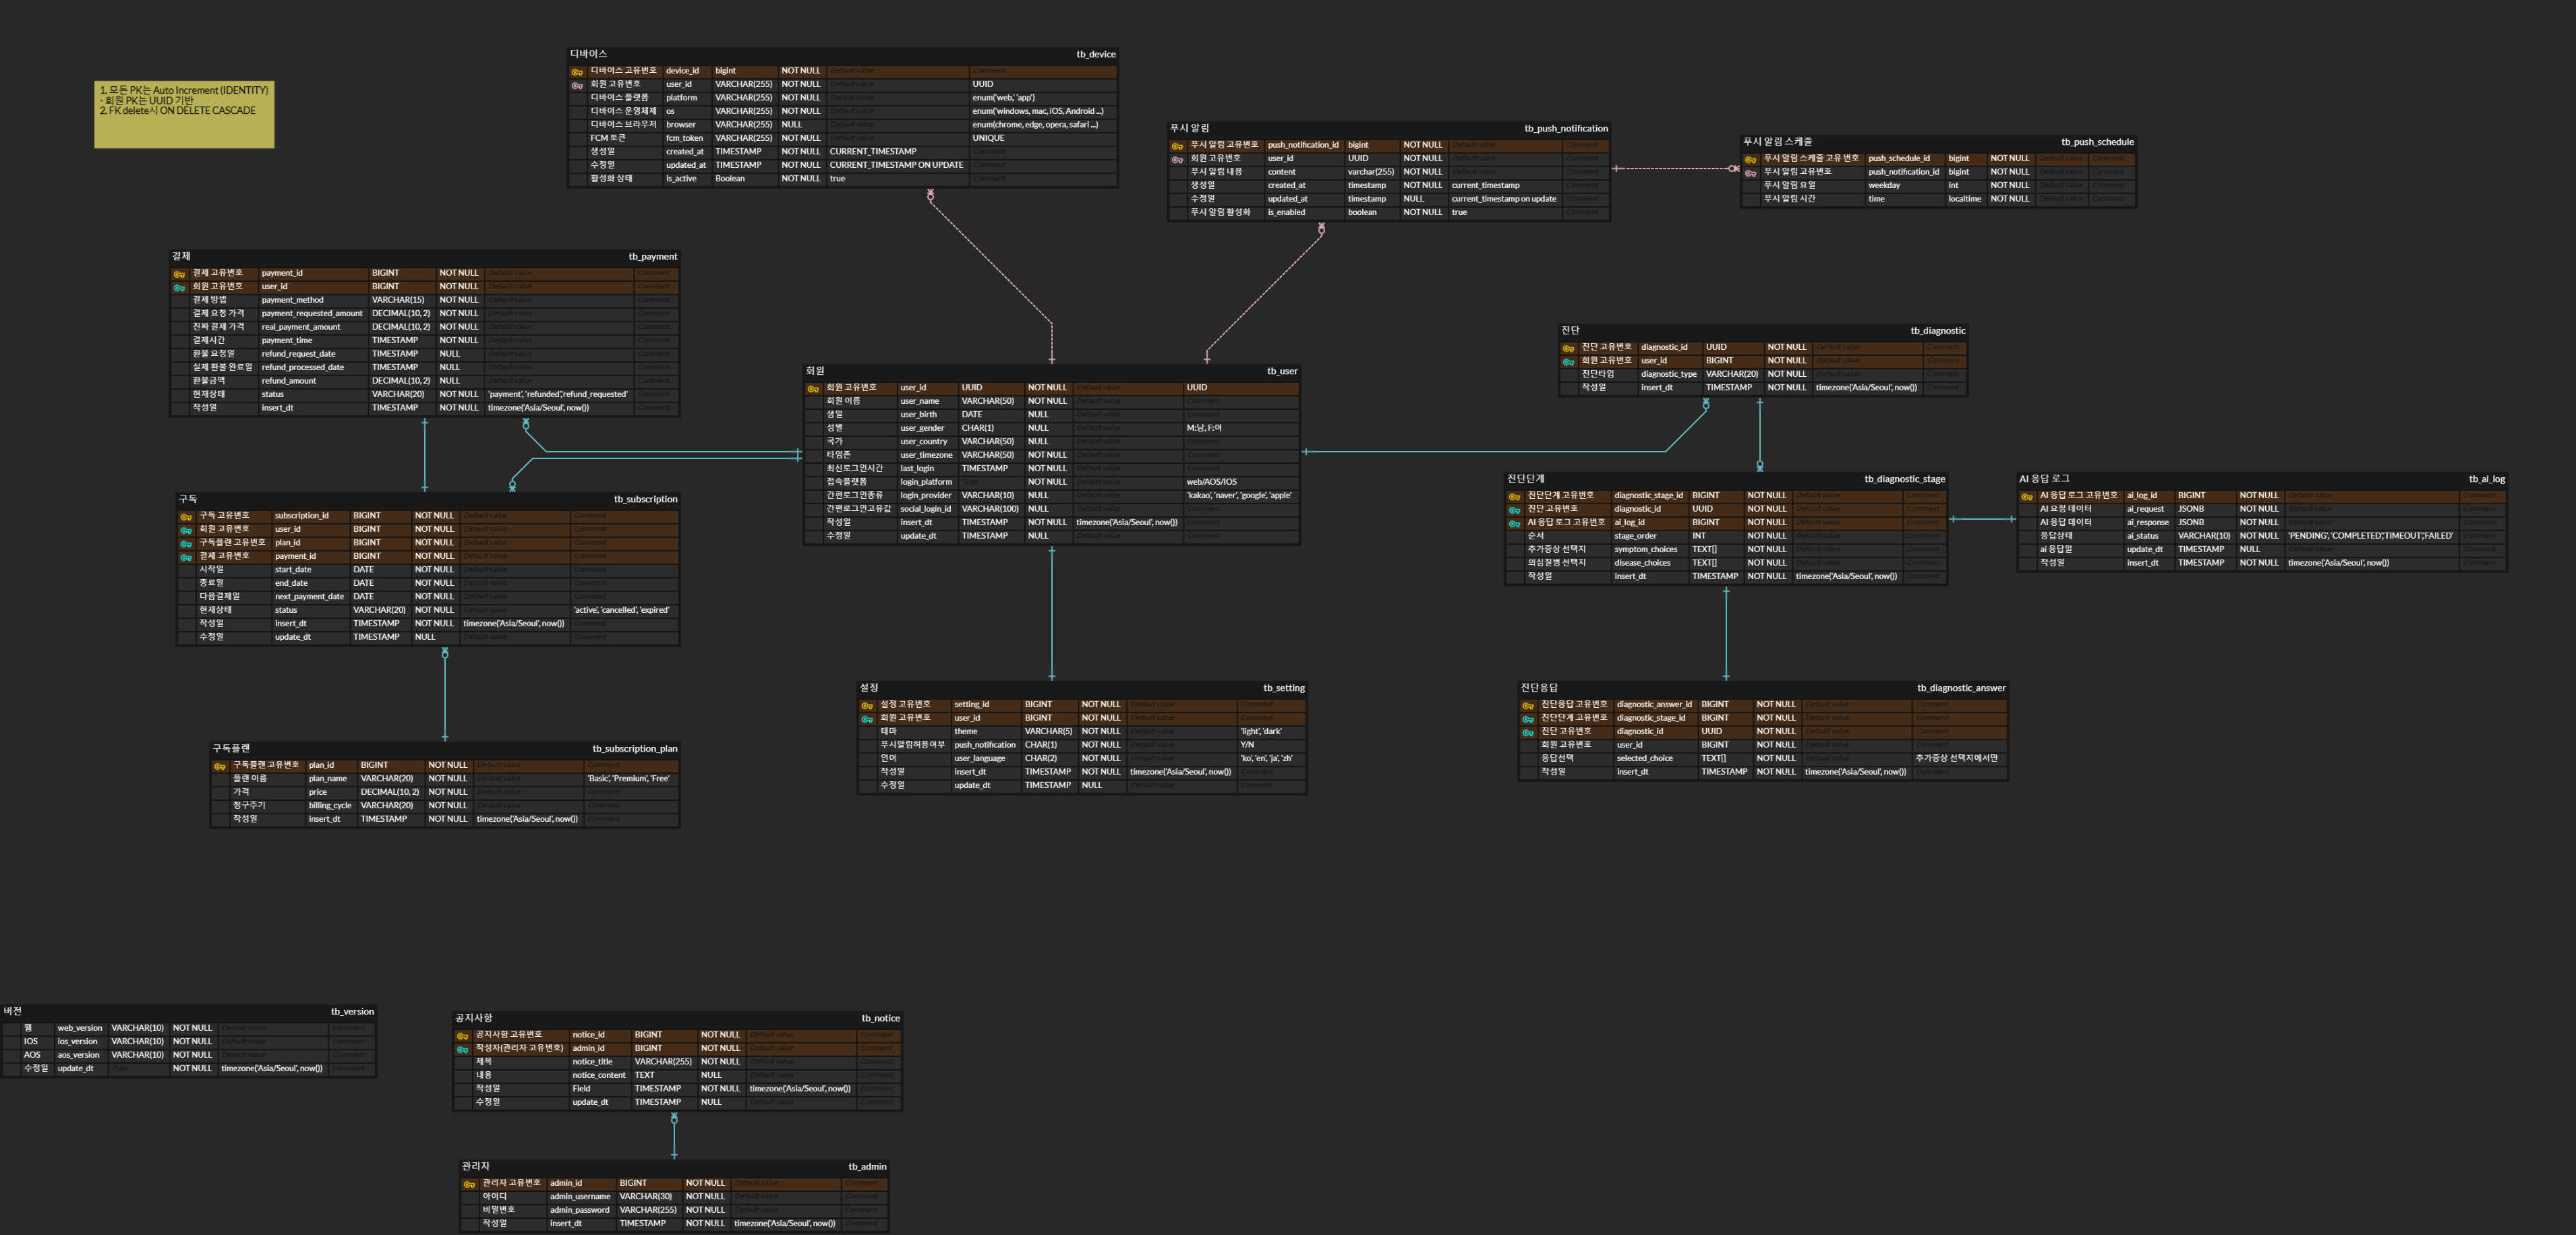 1. 모든 PK는 Auto Increment (IDENTITY)
- 회원 PK는 UUID 기반
2. FK delete시 ON DELETE CASCADE
디바이스 tb_device
디바이스 고유번호 device_id bigint NOT NULL Default value Comment
회원 고유번호 user_id VARCHAR(255) NOT NULL Default value UUID
디바이스 플랫폼 platform VARCHAR(255) NOT NULL Default value enum('web,' 'app')
디바이스 운영체제 os VARCHAR(255) NOT NULL Default value enum('windows, mac, iOS, Android ...)
디바이스 브라우저 browser VARCHAR(255) NULL Default value enum(chrome, edge, opera, safari ...)
FCM 토큰 fcm_token VARCHAR(255) NOT NULL Default value UNIQUE
생성일 created_at TIMESTAMP NOT NULL CURRENT_TIMESTAMP Comment
수정일 updated_at TIMESTAMP NOT NULL CURRENT_TIMESTAMP ON UPDATE Comment
활성화 상태 is_active Boolean NOT NULL true Comment
푸시 알림 tb_push_notification
푸시 알림 고유번호 push_notification_id bigint NOT NULL Default value Comment
회원 고유번호 user_id UUID NOT NULL Default value Comment
푸시 알림 내용 content varchar(255) NOT NULL Default value Comment
생성일 created_at timestamp NOT NULL current_timestamp Comment
수정일 updated_at timestamp NULL current_timestamp on update Comment
푸시 알림 활성화 is_enabled boolean NOT NULL true Comment
푸시 알림 스케줄 tb_push_schedule
푸시 알림 스케줄 고유 번호 push_schedule_id bigint NOT NULL Default value Comment
푸시 알림 고유번호 push_notification_id bigint NOT NULL Default value Comment
푸시 알림 요일 weekday int NOT NULL Default value Comment
푸시 알림 시간 time localtime NOT NULL Default value Comment
결제 tb_payment
결제 고유번호 payment_id BIGINT NOT NULL Default value Comment
회원 고유번호 user_id BIGINT NOT NULL Default value Comment
결제 방법 payment_method VARCHAR(15) NOT NULL Default value Comment
결제 요청 가격 payment_requested_amount DECIMAL(10, 2) NOT NULL Default value Comment
진짜 결제 가격 real_payment_amount DECIMAL(10, 2) NOT NULL Default value Comment
결제시간 payment_time TIMESTAMP NOT NULL Default value Comment
환불 요청일 refund_request_date TIMESTAMP NULL Default value Comment
실제 환불 완료일 refund_processed_date TIMESTAMP NULL Default value Comment
환불금액 refund_amount DECIMAL(10, 2) NULL Default value Comment
현재상태 status VARCHAR(20) NOT NULL 'payment', 'refunded','refund_requested' Comment
작성일 insert_dt TIMESTAMP NOT NULL timezone('Asia/Seoul', now()) Comment
회원 tb_user
회원 고유번호 user_id UUID NOT NULL Default value UUID
회원 이름 user_name VARCHAR(50) NOT NULL Default value Comment
생일 user_birth DATE NULL Default value Comment
성별 user_gender CHAR(1) NULL Default value M:남, F:여
국가 user_country VARCHAR(50) NULL Default value Comment
타임존 user_timezone VARCHAR(50) NOT NULL Default value Comment
최신로그인시간 last_login TIMESTAMP NOT NULL Default value Comment
접속플랫폼 login_platform Type NOT NULL Default value web/AOS/IOS
간편로그인종류 login_provider VARCHAR(10) NULL Default value 'kakao', 'naver', 'google', 'apple'
간편로그인고유값 social_login_id VARCHAR(100) NULL Default value Comment
작성일 insert_dt TIMESTAMP NOT NULL timezone('Asia/Seoul', now()) Comment
수정일 update_dt TIMESTAMP NULL Default value Comment
진단 tb_diagnostic
진단 고유번호 diagnostic_id UUID NOT NULL Default value Comment
회원 고유번호 user_id BIGINT NOT NULL Default value Comment
진단타입 diagnostic_type VARCHAR(20) NOT NULL Default value Comment
작성일 insert_dt TIMESTAMP NOT NULL timezone('Asia/Seoul', now()) Comment
구독 tb_subscription
구독 고유번호 subscription_id BIGINT NOT NULL Default value Comment
회원 고유번호 user_id BIGINT NOT NULL Default value Comment
구독플랜 고유번호 plan_id BIGINT NOT NULL Default value Comment
결제 고유번호 payment_id BIGINT NOT NULL Default value Comment
시작일 start_date DATE NOT NULL Default value Comment
종료일 end_date DATE NOT NULL Default value Comment
다음결제일 next_payment_date DATE NOT NULL Default value Comment
현재상태 status VARCHAR(20) NOT NULL Default value 'active', 'cancelled', 'expired'
작성일 insert_dt TIMESTAMP NOT NULL timezone('Asia/Seoul', now()) Comment
수정일 update_dt TIMESTAMP NULL Default value Comment
진단단계 tb_diagnostic_stage
진단단계 고유번호 diagnostic_stage_id BIGINT NOT NULL Default value Comment
진단 고유번호 diagnostic_id UUID NOT NULL Default value Comment
AI 응답 로그 고유번호 ai_log_id BIGINT NOT NULL Default value Comment
순서 stage_order INT NOT NULL Default value Comment
추가증상 선택지 symptom_choices TEXT[] NOT NULL Default value Comment
의심질병 선택지 disease_choices TEXT[] NOT NULL Default value Comment
작성일 insert_dt TIMESTAMP NOT NULL timezone('Asia/Seoul', now()) Comment
AI 응답 로그 tb_ai_log
AI 응답 로그 고유번호 ai_log_id BIGINT NOT NULL Default value Comment
AI 요청 데이터 ai_request JSONB NOT NULL Default value Comment
AI 응답 데이터 ai_response JSONB NOT NULL Default value Comment
응답상태 ai_status VARCHAR(10) NOT NULL 'PENDING', 'COMPLETED','TIMEOUT','FAILED' Comment
ai 응답일 update_dt TIMESTAMP NULL Default value Comment
작성일 insert_dt TIMESTAMP NOT NULL timezone('Asia/Seoul', now()) Comment
설정 tb_setting
설정 고유번호 setting_id BIGINT NOT NULL Default value Comment
회원 고유번호 user_id BIGINT NOT NULL Default value Comment
테마 theme VARCHAR(5) NOT NULL Default value 'light', 'dark'
푸시알림허용여부 push_notification CHAR(1) NOT NULL Default value Y/N
언어 user_language CHAR(2) NOT NULL Default value 'ko', 'en', 'ja', 'zh'
작성일 insert_dt TIMESTAMP NOT NULL timezone('Asia/Seoul', now()) Comment
수정일 update_dt TIMESTAMP NULL Default value Comment
진단응답 tb_diagnostic_answer
진단응답 고유번호 diagnostic_answer_id BIGINT NOT NULL Default value Comment
진단단계 고유번호 diagnostic_stage_id BIGINT NOT NULL Default value Comment
진단 고유번호 diagnostic_id UUID NOT NULL Default value Comment
회원 고유번호 user_id BIGINT NOT NULL Default value Comment
응답선택 selected_choice TEXT[] NOT NULL Default value 추가증상 선택지에서만
작성일 insert_dt TIMESTAMP NOT NULL timezone('Asia/Seoul', now()) Comment
구독플랜 tb_subscription_plan
구독플랜 고유번호 plan_id BIGINT NOT NULL Default value Comment
플랜 이름 plan_name VARCHAR(20) NOT NULL Default value 'Basic', 'Premium', 'Free'
가격 price DECIMAL(10, 2) NOT NULL Default value Comment
청구주기 billing_cycle VARCHAR(20) NOT NULL Default value Comment
작성일 insert_dt TIMESTAMP NOT NULL timezone('Asia/Seoul', now()) Comment
버전 tb_version
웹 web_version VARCHAR(10) NOT NULL Default value Comment
IOS ios_version VARCHAR(10) NOT NULL Default value Comment
AOS aos_version VARCHAR(10) NOT NULL Default value Comment
수정일 update_dt Type NOT NULL timezone('Asia/Seoul', now()) Comment
공지사항 tb_notice
공지사항 고유번호 notice_id BIGINT NOT NULL Default value Comment
작성자(관리자 고유번호) admin_id BIGINT NOT NULL Default value Comment
제목 notice_title VARCHAR(255) NOT NULL Default value Comment
내용 notice_content TEXT NULL Default value Comment
작성일 Field TIMESTAMP NOT NULL timezone('Asia/Seoul', now()) Comment
수정일 update_dt TIMESTAMP NULL Default value Comment
관리자 tb_admin
관리자 고유번호 admin_id BIGINT NOT NULL Default value Comment
아이디 admin_username VARCHAR(30) NOT NULL Default value Comment
비밀번호 admin_password VARCHAR(255) NOT NULL Default value Comment
작성일 insert_dt TIMESTAMP NOT NULL timezone('Asia/Seoul', now()) Comment